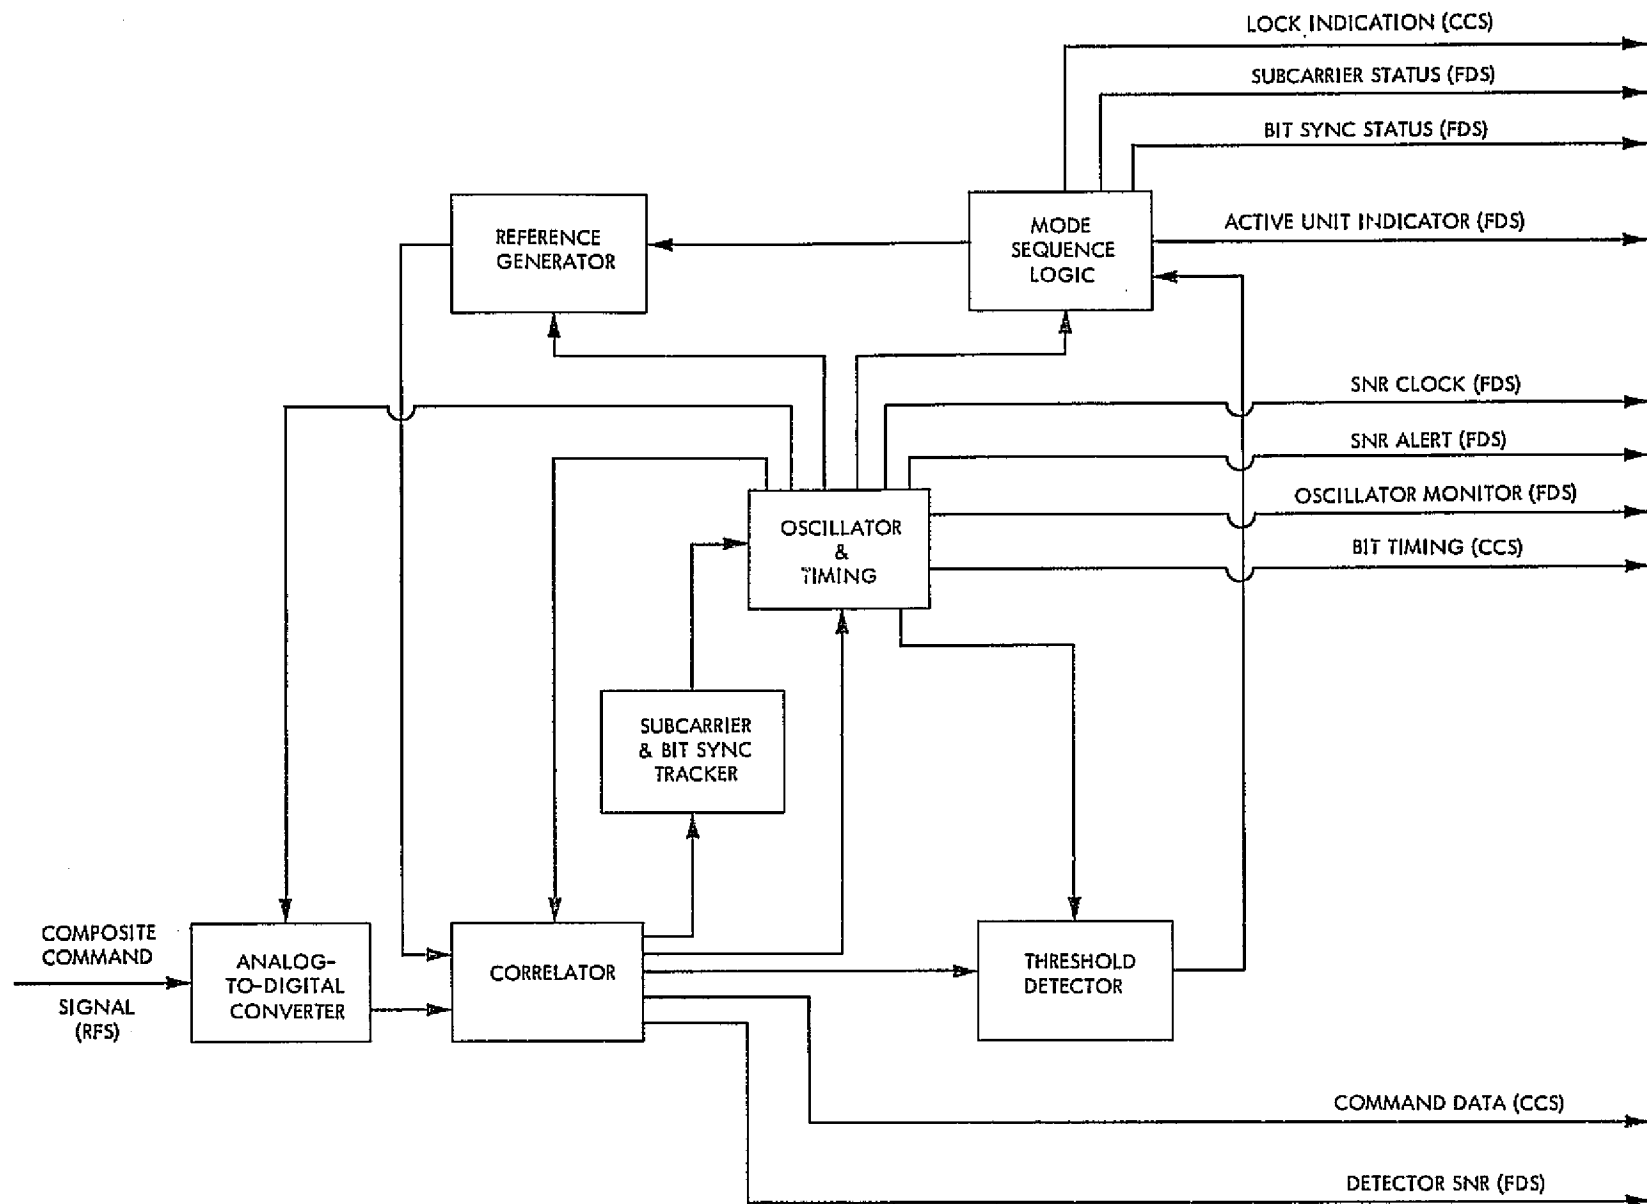 LOCK INDICATION (CCS)
SUBCARRIER STATUS (FDS)
BIT SYNC STATUS (FDS)
REFERENCE
GENERATOR
MODE
SEQUENCE
LOGIC
ACTIVE UNIT INDICATOR (FDS)
SNR CLOCK (FDS)
SNR ALERT (FDS)
OSCILLATOR
&
TIMING
OSCILLATOR MONITOR (FDS)
BIT TIMING (CCS)
SUBCARRIER
& BIT SYNC
TRACKER
COMPOSITE
COMMAND
SIGNAL
(RFS)
ANALOG-
TO-DIGITAL
CONVERTER
CORRELATOR
THRESHOLD
DETECTOR
COMMAND DATA (CCS)
DETECTOR SNR (FDS)